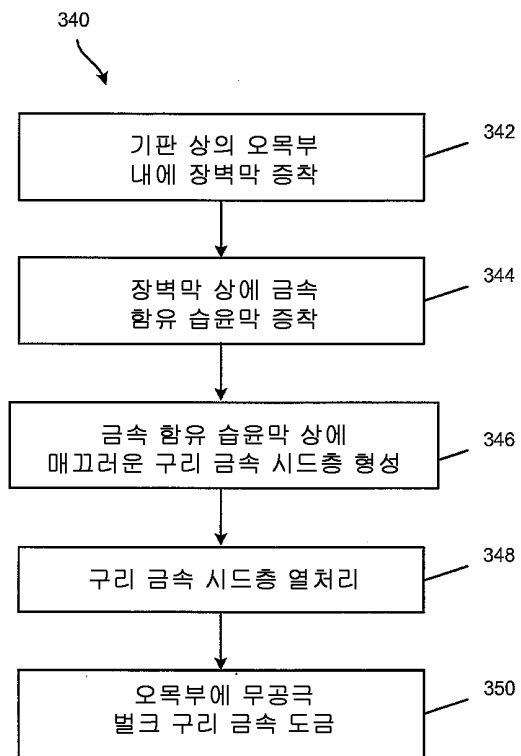 340
기판 상의 오목부
내에 장벽막 증착
342
장벽막 상에 금속
함유 습윤막 증착
344
금속 함유 습윤막 상에
매끄러운 구리 금속 시드층 형성
346
구리 금속 시드층 열처리
348
오목부에 무공극
벌크 구리 금속 도금
350